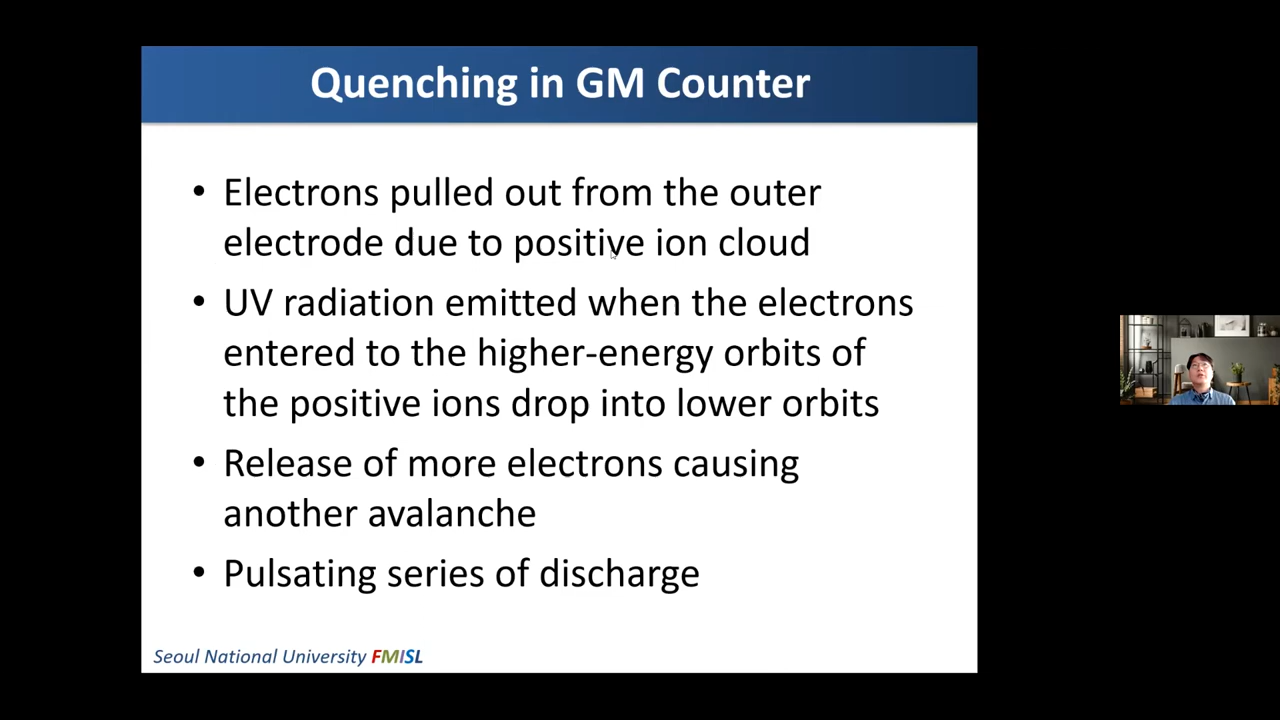 Quenching in GM Counter
• Electrons pulled out from the outer
electrode due to positive ion cloud
• UV radiation emitted when the electrons
entered to the higher-energy orbits of
the positive ions drop into lower orbits
• Release of more electrons causing
another avalanche
• Pulsating series of discharge
Seoul National University FMISL